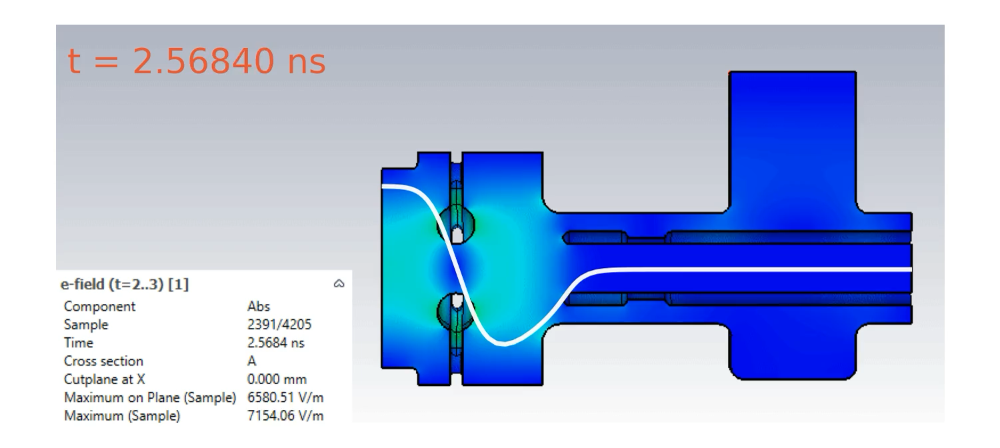 t = 2.56840 ns
e-field (t=2..3) [1]
Component Abs
Sample 2391/4205
Time 2.5684 ns
Cross section A
Cutplane at X 0.000 mm
Maximum on Plane (Sample) 6580.51 V/m
Maximum (Sample) 7154.06 V/m